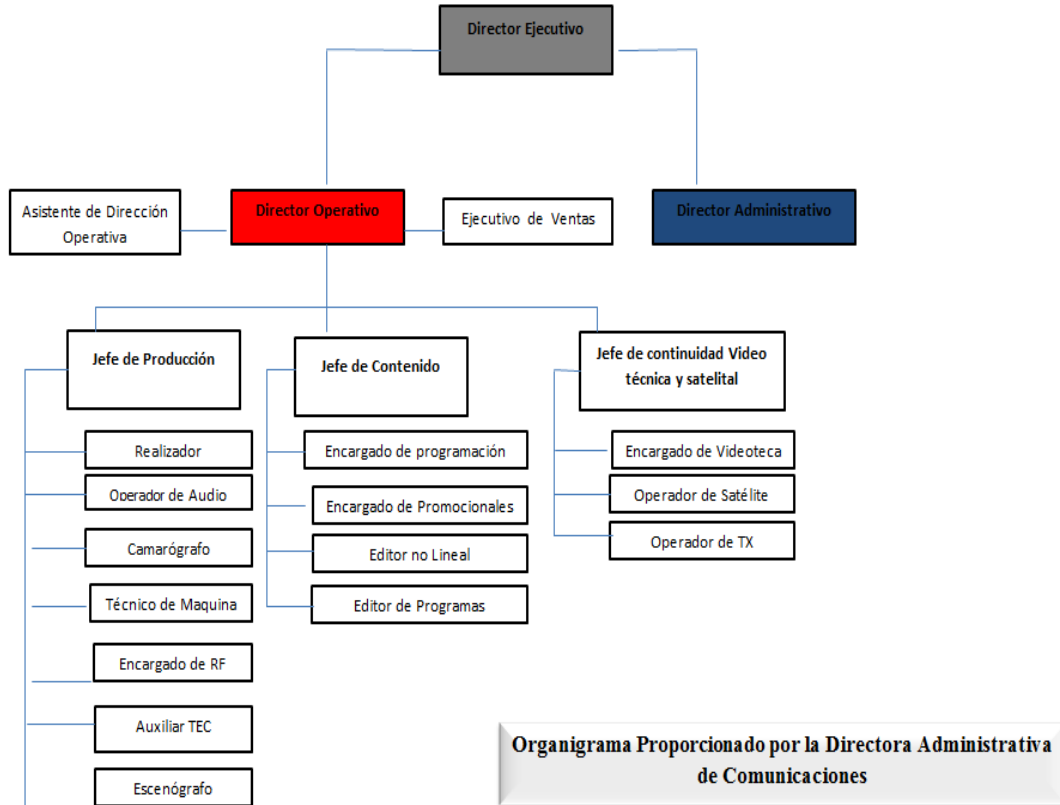 Director Ejecutivo
Asistente de Dirección
Operativa
Director Operativo
Ejecutivo de Ventas
Director Administrativo
Jefe de Producción
Jefe de Contenido
Jefe de continuidad Video
técnica y satelital
Realizador
Operador de Audio
Camarógrafo
Técnico de Maquina
Encargado de RF
Auxiliar TEC
Escenógrafo
Encargado de programación
Encargado de Promocionales
Editor no Lineal
Editor de Programas
Encargado de Videoteca
Operador de Satélite
Operador de TX
Organigrama Proporcionado por la Directora Administrativa
de Comunicaciones